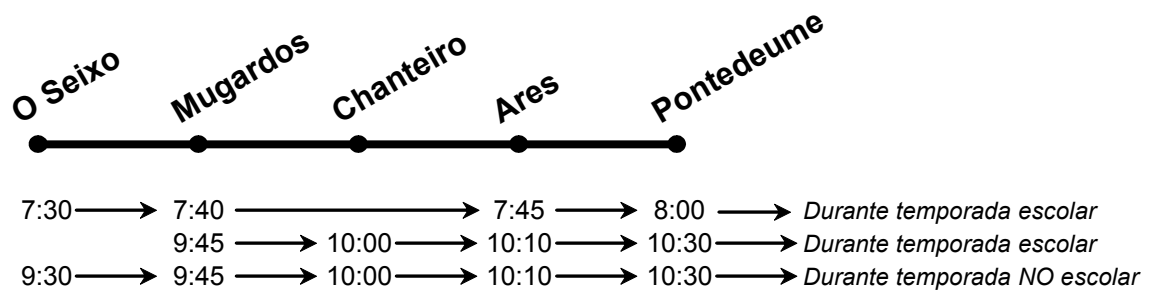 O Seixo
Mugardos
Chanteiro
Ares
Pontedeume
7:30 7:40 7:45 8:00 Durante temporada escolar
9:45 10:00 10:10 10:30 Durante temporada escolar
9:30 9:45 10:00 10:10 10:30 Durante temporada NO escolar